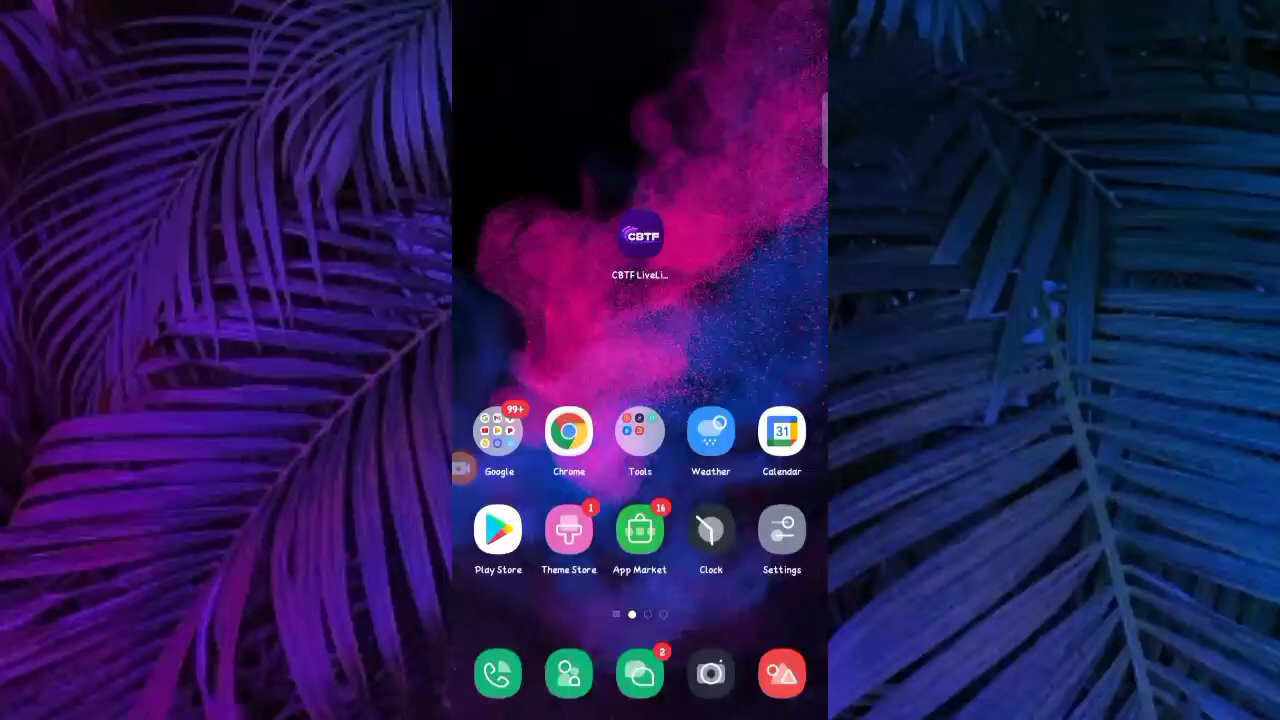 CBTF
CBTF LiveLi...
99+
31
Google
Chrome
Tools
Weather
Calendar
1
16
Play Store
Theme Store
App Market
Clock
Settings
2